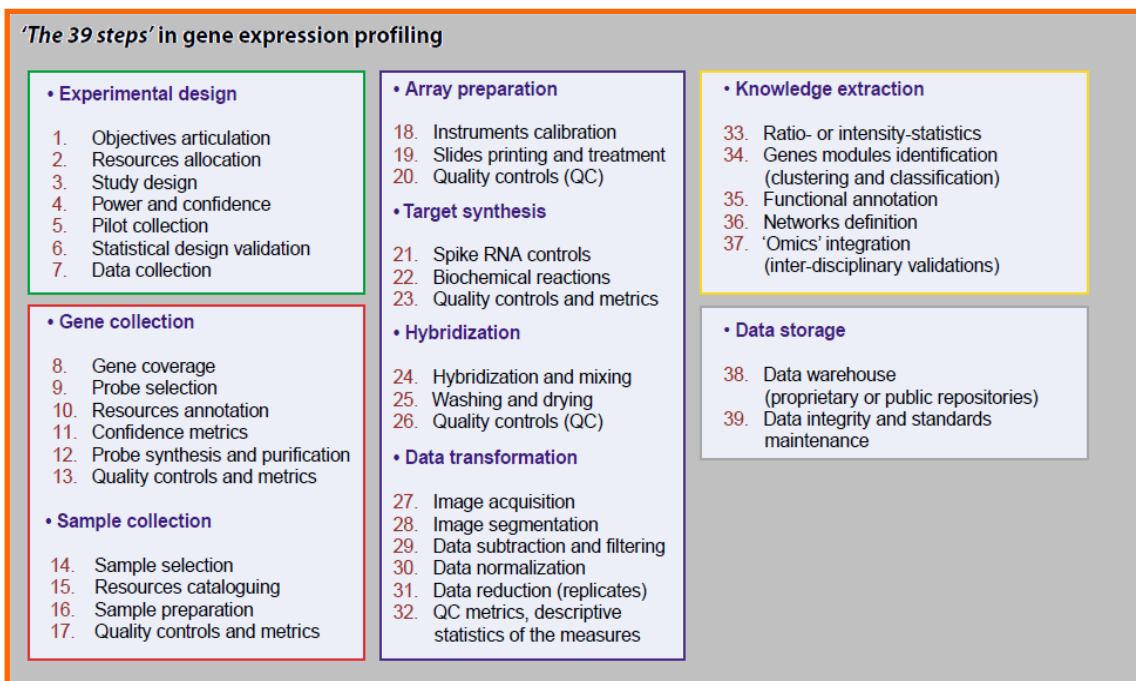 'The 39 steps' in gene expression profiling
• Experimental design
1. Objectives articulation
2. Resources allocation
3. Study design
4. Power and confidence
5. Pilot collection
6. Statistical design validation
7. Data collection
• Gene collection
8. Gene coverage
9. Probe selection
10. Resources annotation
11. Confidence metrics
12. Probe synthesis and purification
13. Quality controls and metrics
• Sample collection
14. Sample selection
15. Resources cataloguing
16. Sample preparation
17. Quality controls and metrics
• Array preparation
18. Instruments calibration
19. Slides printing and treatment
20. Quality controls (QC)
• Target synthesis
21. Spike RNA controls
22. Biochemical reactions
23. Quality controls and metrics
• Hybridization
24. Hybridization and mixing
25. Washing and drying
26. Quality controls (QC)
• Data transformation
27. Image acquisition
28. Image segmentation
29. Data subtraction and filtering
30. Data normalization
31. Data reduction (replicates)
32. QC metrics, descriptive
statistics of the measures
• Knowledge extraction
33. Ratio- or intensity-statistics
34. Genes modules identification
(clustering and classification)
35. Functional annotation
36. Networks definition
37. 'Omics' integration
(inter-disciplinary validations)
• Data storage
38. Data warehouse
(proprietary or public repositories)
39. Data integrity and standards
maintenance